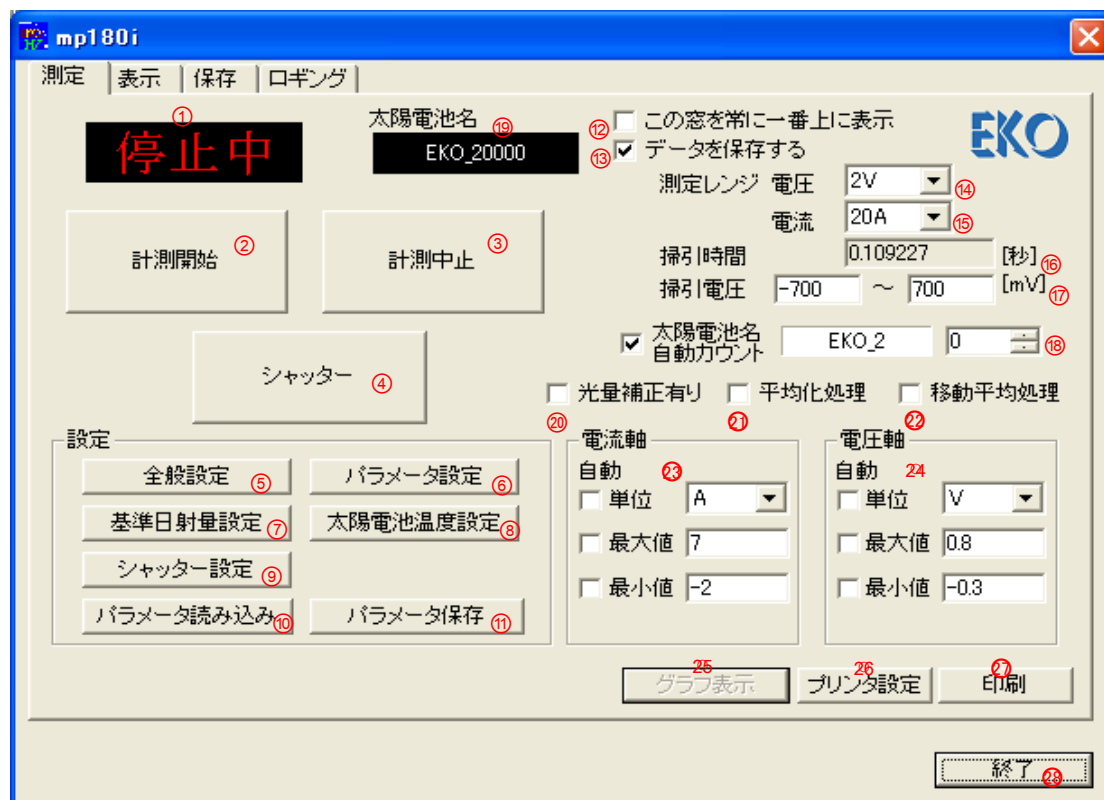 mp180i
測定 表示 保存 ロギング
① 太陽電池名 ⑲ ⑫ この窓を常に一番上に表示 EKO
停止中 EKO_20000 ⑬ データを保存する
測定レンジ 電圧 2V ⑭
電流 20A ⑮
計測開始 ② 計測中止 ③ 掃引時間 0.109227 [秒] ⑯
掃引電圧 -700 ～ 700 [mV] ⑰
太陽電池名
自動カウント EKO_2 0 ⑱
シャッター ④
光量補正有り 平均化処理 移動平均処理
⑳ ㉑ ㉒
設定 電流軸 電圧軸
全般設定 ⑤ パラメータ設定 ⑥ 自動 ㉓ 自動 24
単位 A 単位 V
基準日射量設定 ⑦ 太陽電池温度設定 ⑧
最大値 7 最大値 0.8
シャッター設定 ⑨
最小値 -2 最小値 -0.3
パラメータ読み込み ⑩ パラメータ保存 ⑪
25 26 ㉗
グラフ表示 プリンタ設定 印刷
終了 ㉘